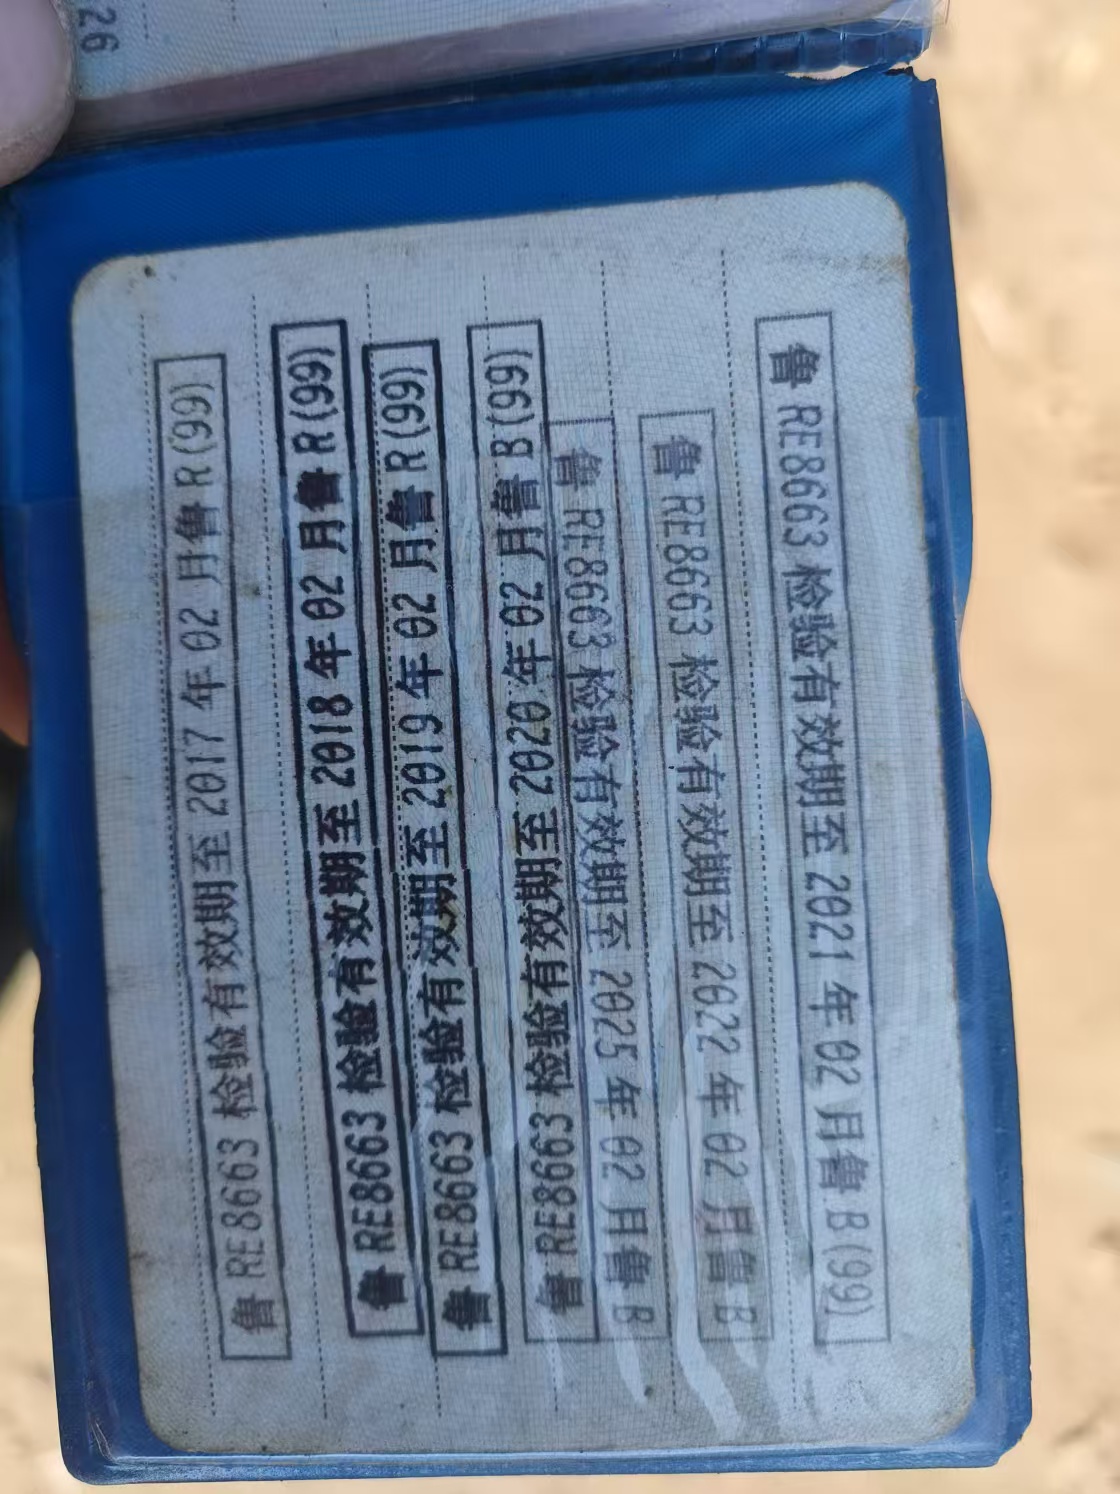 鲁 RE8663 检验有效期至 2017 年 02 月鲁 R(99)
鲁 RE8663 检验有效期至 2018 年 02 月鲁 R(99)
鲁 RE8663 检验有效期至 2019 年 02 月鲁 R(99)
鲁 RE8663 检验有效期至 2020 年 02 月鲁 B(99)
鲁 RE8663 检验有效期至 2025 年 02 月鲁 B
鲁 RE8663 检验有效期至 2022 年 02 月鲁 B
鲁 RE8663 检验有效期至 2021 年 02 月鲁 B(99)
26